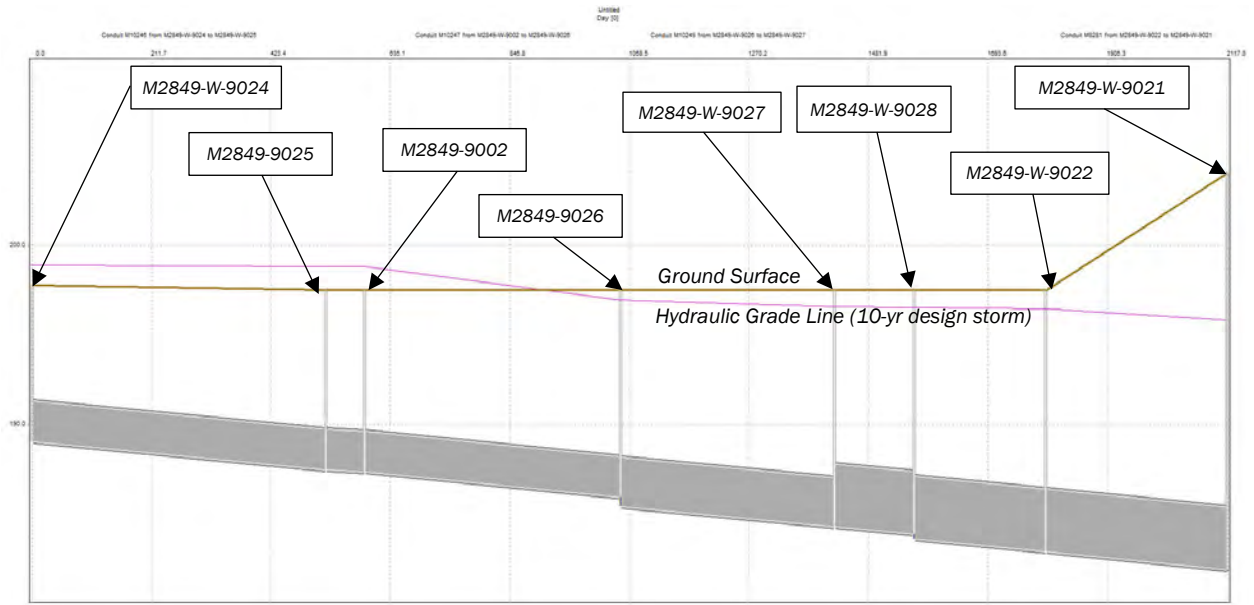 Untitled
Day [0]
Conduit M10246 from M2849-W-9024 to M2849-W-9025
Conduit M10247 from M2849-W-9002 to M2849-W-9026
Conduit M10249 from M2849-W-9026 to M2849-W-9027
Conduit M9281 from M2849-W-9022 to M2849-W-9021
0.0 211.7 423.4 635.1 846.8 1058.5 1270.2 1481.9 1693.6 1905.3 2117.0
M2849-W-9024
M2849-9025
M2849-9002
M2849-9026
M2849-W-9027
M2849-W-9028
M2849-W-9022
M2849-W-9021
200.0
Ground Surface
Hydraulic Grade Line (10-yr design storm)
190.0